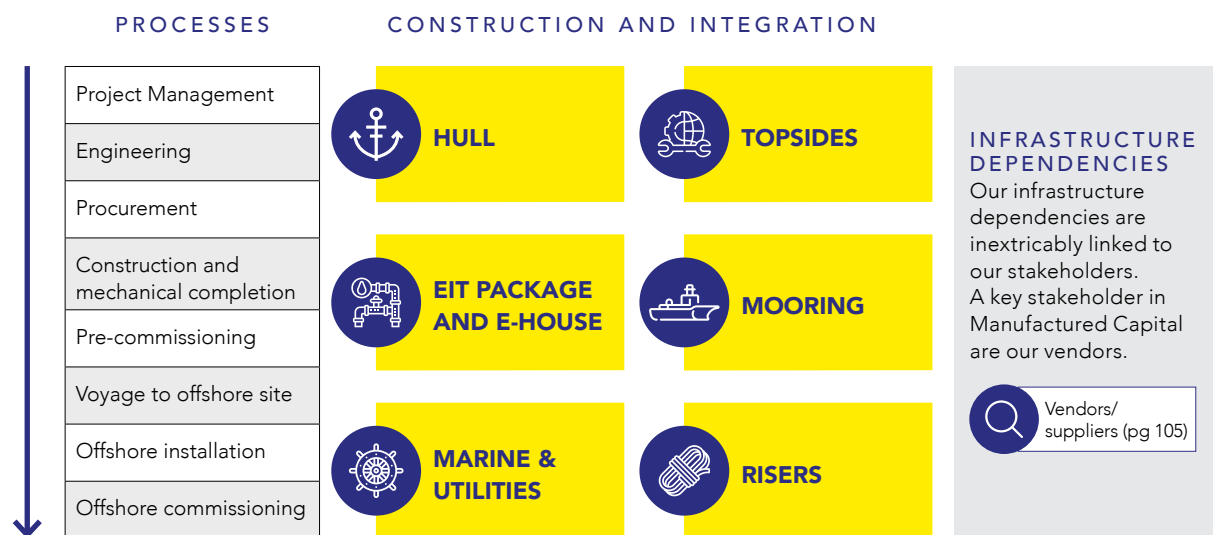 PROCESSES
CONSTRUCTION AND INTEGRATION
Project Management
Engineering
Procurement
Construction and
mechanical completion
Pre-commissioning
Voyage to offshore site
Offshore installation
Offshore commissioning
HULL
TOPSIDES
EIT PACKAGE
AND E-HOUSE
MOORING
MARINE &
UTILITIES
RISERS
INFRASTRUCTURE
DEPENDENCIES
Our infrastructure
dependencies are
inextricably linked to
our stakeholders.
A key stakeholder in
Manufactured Capital
are our vendors.
Vendors/
suppliers (pg 105)